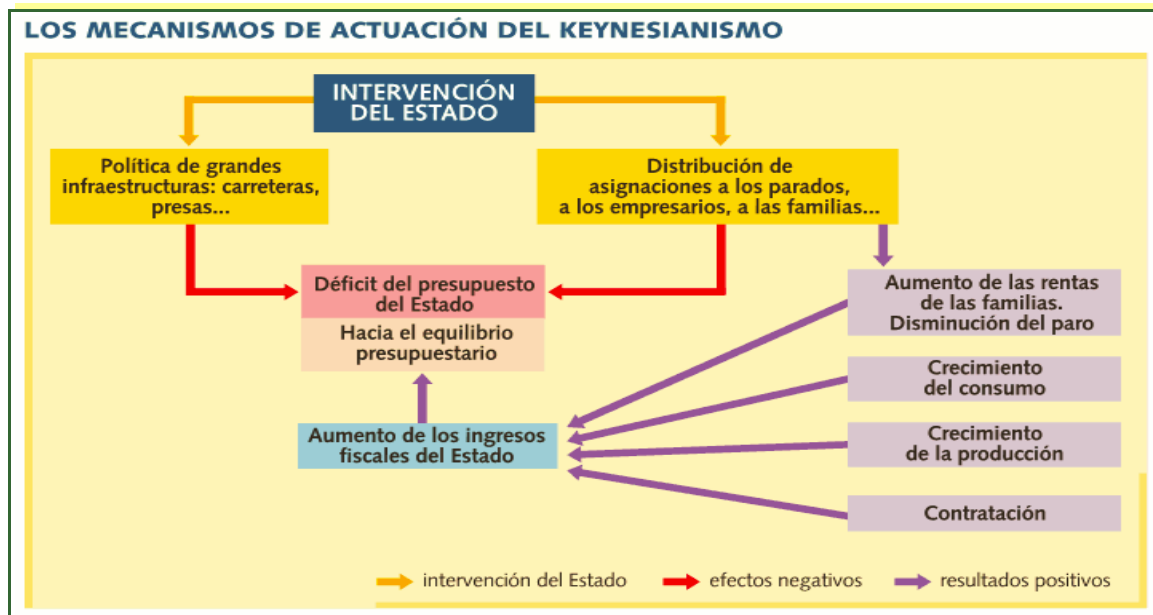 LOS MECANISMOS DE ACTUACIÓN DEL KEYNESIANISMO
INTERVENCIÓN
DEL ESTADO
Política de grandes
infraestructuras: carreteras,
presas...
Distribución de
asignaciones a los parados,
a los empresarios, a las familias...
Déficit del presupuesto
del Estado
Hacia el equilibrio
presupuestario
Aumento de las rentas
de las familias.
Disminución del paro
Crecimiento
del consumo
Aumento de los ingresos
fiscales del Estado
Crecimiento
de la producción
Contratación
intervención del Estado
efectos negativos
resultados positivos